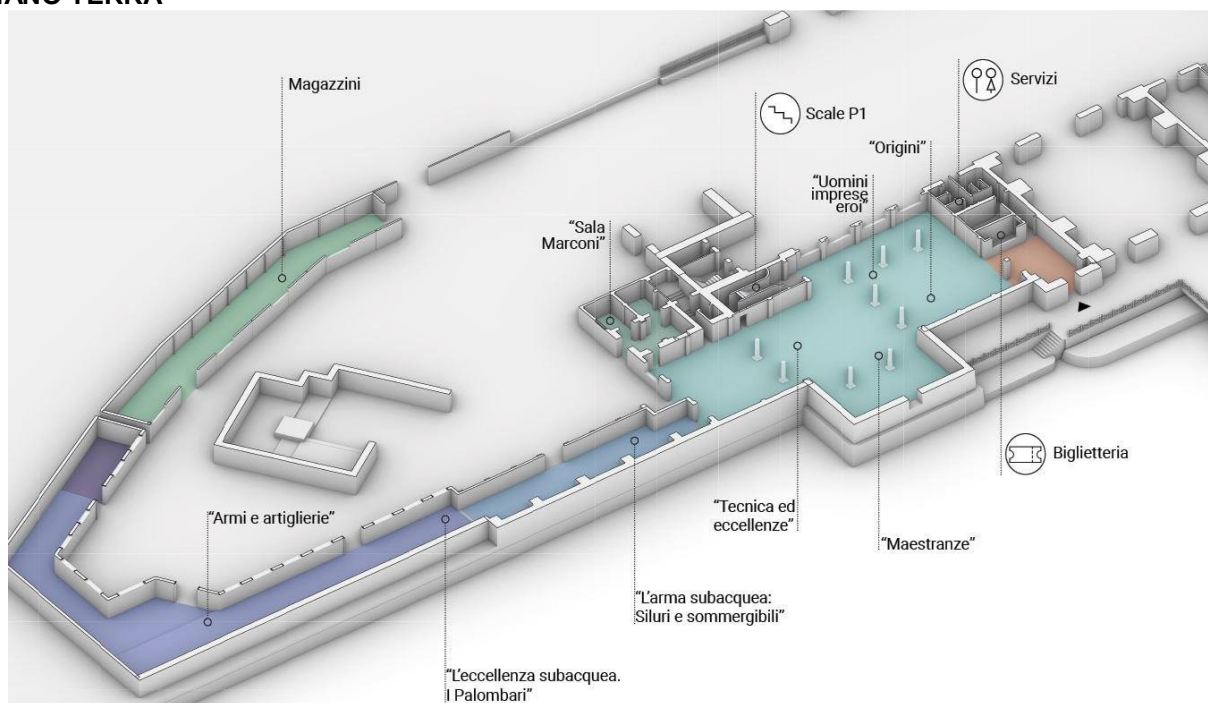 Magazzini
Servizi
Scale P1
“Origini”
“Uomini
imprese
eroi”
“Sala
Marconi”
Biglietteria
“Armi e artiglierie”
“Tecnica ed
eccellenze”
“Maestranze”
“L’arma subacquea:
Siluri e sommergibili”
“L’eccellenza subacquea.
I Palombari”